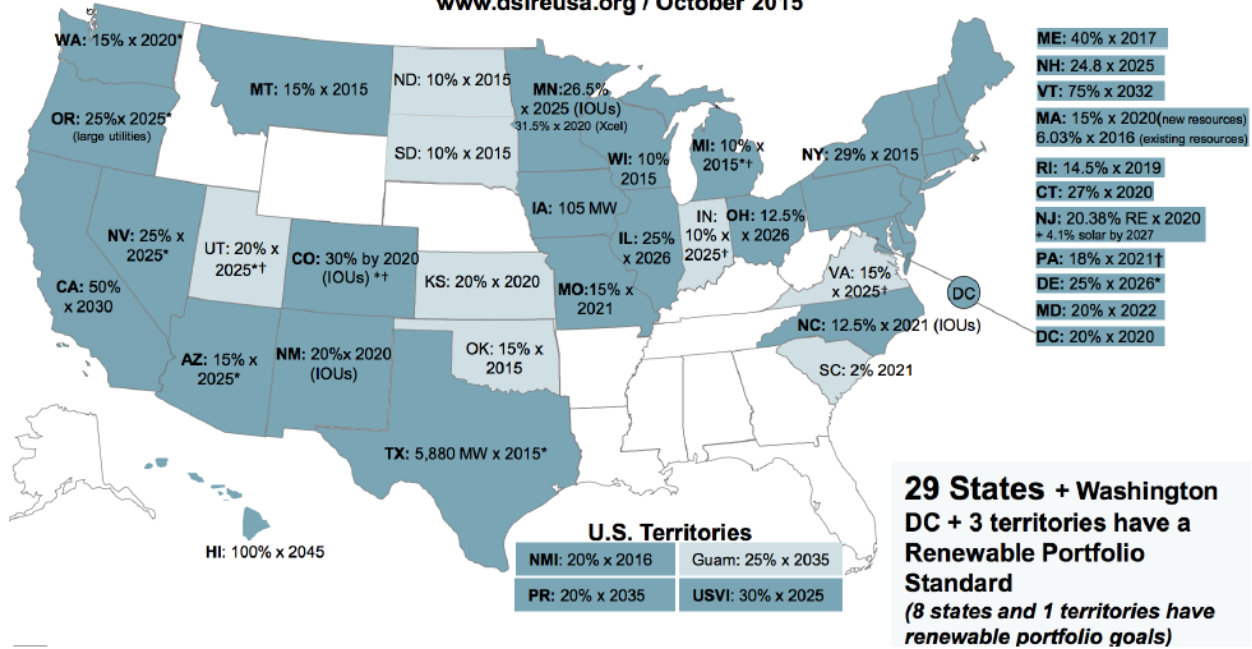 www.dsireusa.org / October 2015
WA: 15% x 2020*
OR: 25%x 2025*
(large utilities)
MT: 15% x 2015
ND: 10% x 2015
SD: 10% x 2015
MN:26.5%
x 2025 (IOUs)
31.5% x 2020 (Xcel)
WI: 10%
2015
MI: 10% x
2015*†
NY: 29% x 2015
IA: 105 MW
IL: 25%
x 2026
IN:
10% x
2025†
OH: 12.5%
x 2026
NV: 25% x
2025*
UT: 20% x
2025*†
CO: 30% by 2020
(IOUs) *†
KS: 20% x 2020
MO:15% x
2021
VA: 15%
x 2025†
DC
CA: 50%
x 2030
AZ: 15% x
2025*
NM: 20%x 2020
(IOUs)
OK: 15% x
2015
NC: 12.5% x 2021 (IOUs)
SC: 2% 2021
TX: 5,880 MW x 2015*
HI: 100% x 2045
ME: 40% x 2017
NH: 24.8 x 2025
VT: 75% x 2032
MA: 15% x 2020(new resources)
6.03% x 2016 (existing resources)
RI: 14.5% x 2019
CT: 27% x 2020
NJ: 20.38% RE x 2020
+ 4.1% solar by 2027
PA: 18% x 2021†
DE: 25% x 2026*
MD: 20% x 2022
DC: 20% x 2020
U.S. Territories
NMI: 20% x 2016
Guam: 25% x 2035
PR: 20% x 2035
USVI: 30% x 2025
29 States + Washington
DC + 3 territories have a
Renewable Portfolio
Standard
(8 states and 1 territories have
renewable portfolio goals)